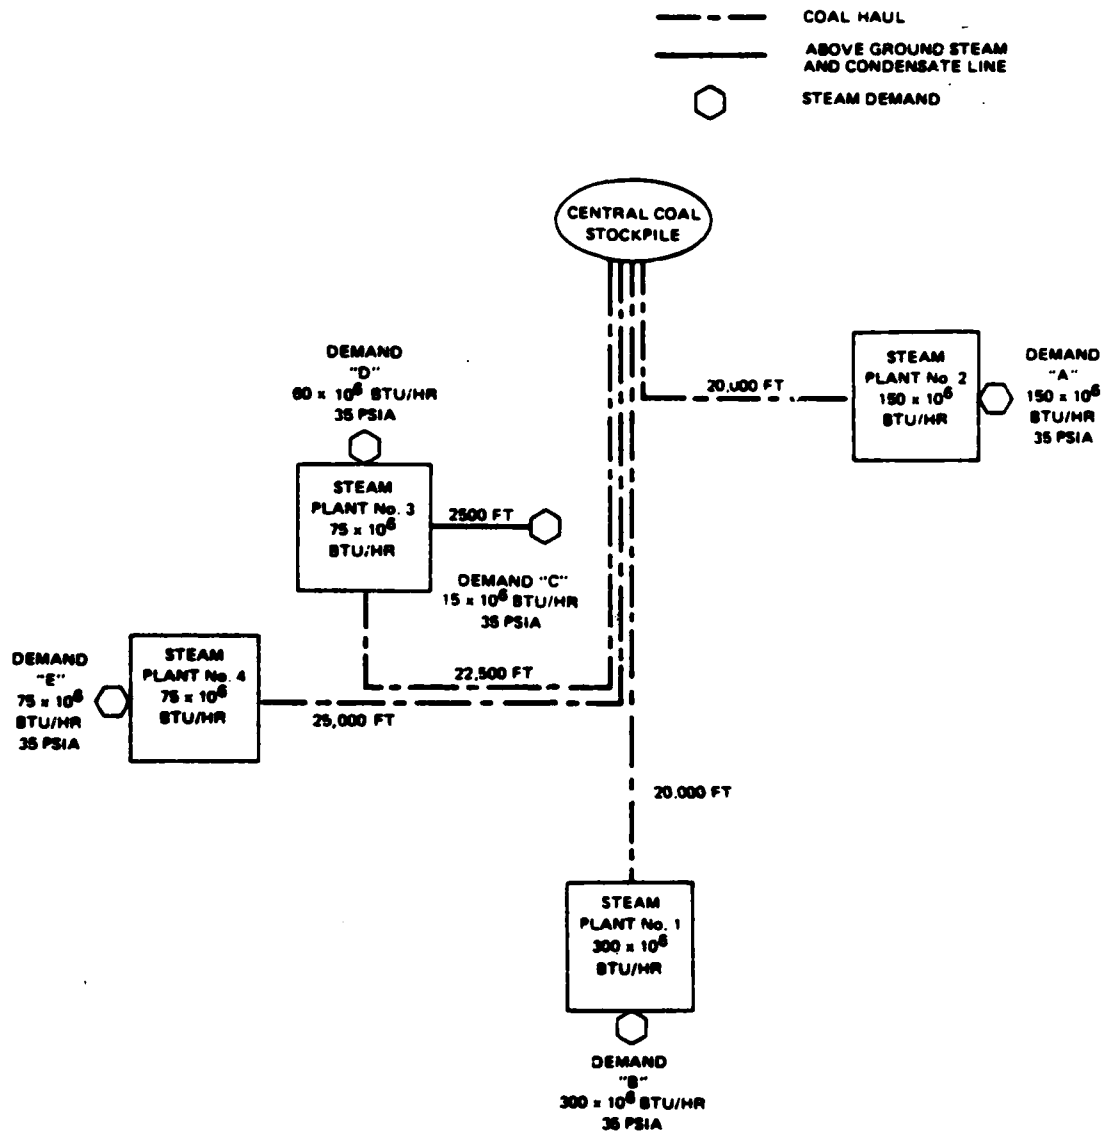 COAL HAUL
ABOVE GROUND STEAM
AND CONDENSATE LINE
STEAM DEMAND
CENTRAL COAL
STOCKPILE
DEMAND
"D"
60 x 10⁶ BTU/HR
35 PSIA
STEAM
PLANT No. 3
75 x 10⁶
BTU/HR
2500 FT
DEMAND "C"
15 x 10⁶ BTU/HR
35 PSIA
20,000 FT
STEAM
PLANT No. 2
150 x 10⁶
BTU/HR
DEMAND
"A"
150 x 10⁶
BTU/HR
35 PSIA
DEMAND
"E"
75 x 10⁶
BTU/HR
35 PSIA
STEAM
PLANT No. 4
75 x 10⁶
BTU/HR
22,500 FT
25,000 FT
20,000 FT
STEAM
PLANT No. 1
300 x 10⁶
BTU/HR
DEMAND
"B"
300 x 10⁶ BTU/HR
35 PSIA